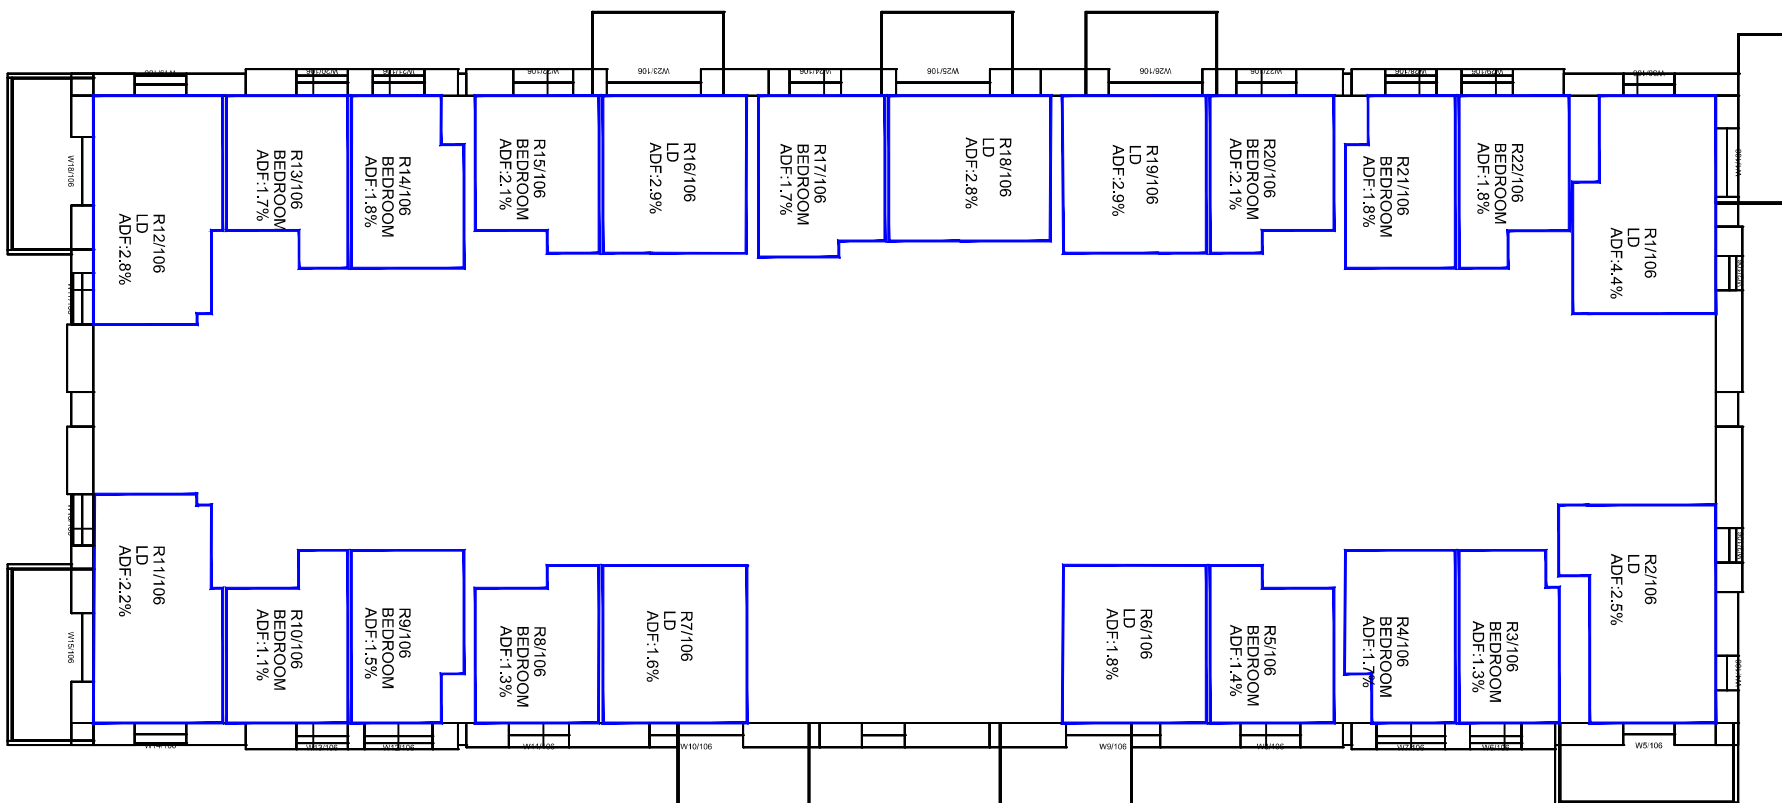 W23/106
W25/106
W26/106
W18/106
R12/106
LD
ADF:2.8%
R13/106
BEDROOM
ADF:1.7%
R14/106
BEDROOM
ADF:1.8%
R15/106
BEDROOM
ADF:2.1%
R16/106
LD
ADF:2.9%
R17/106
BEDROOM
ADF:1.7%
R18/106
LD
ADF:2.8%
R19/106
LD
ADF:2.9%
R20/106
BEDROOM
ADF:2.1%
R21/106
BEDROOM
ADF:1.8%
R22/106
BEDROOM
ADF:1.8%
R1/106
LD
ADF:4.4%
R11/106
LD
ADF:2.2%
R10/106
BEDROOM
ADF:1.1%
R9/106
BEDROOM
ADF:1.5%
R8/106
BEDROOM
ADF:1.3%
R7/106
LD
ADF:1.6%
R6/106
LD
ADF:1.8%
R5/106
BEDROOM
ADF:1.4%
R4/106
BEDROOM
ADF:1.7%
R3/106
BEDROOM
ADF:1.3%
R2/106
LD
ADF:2.5%
W15/106
W10/106
W9/106
W5/106